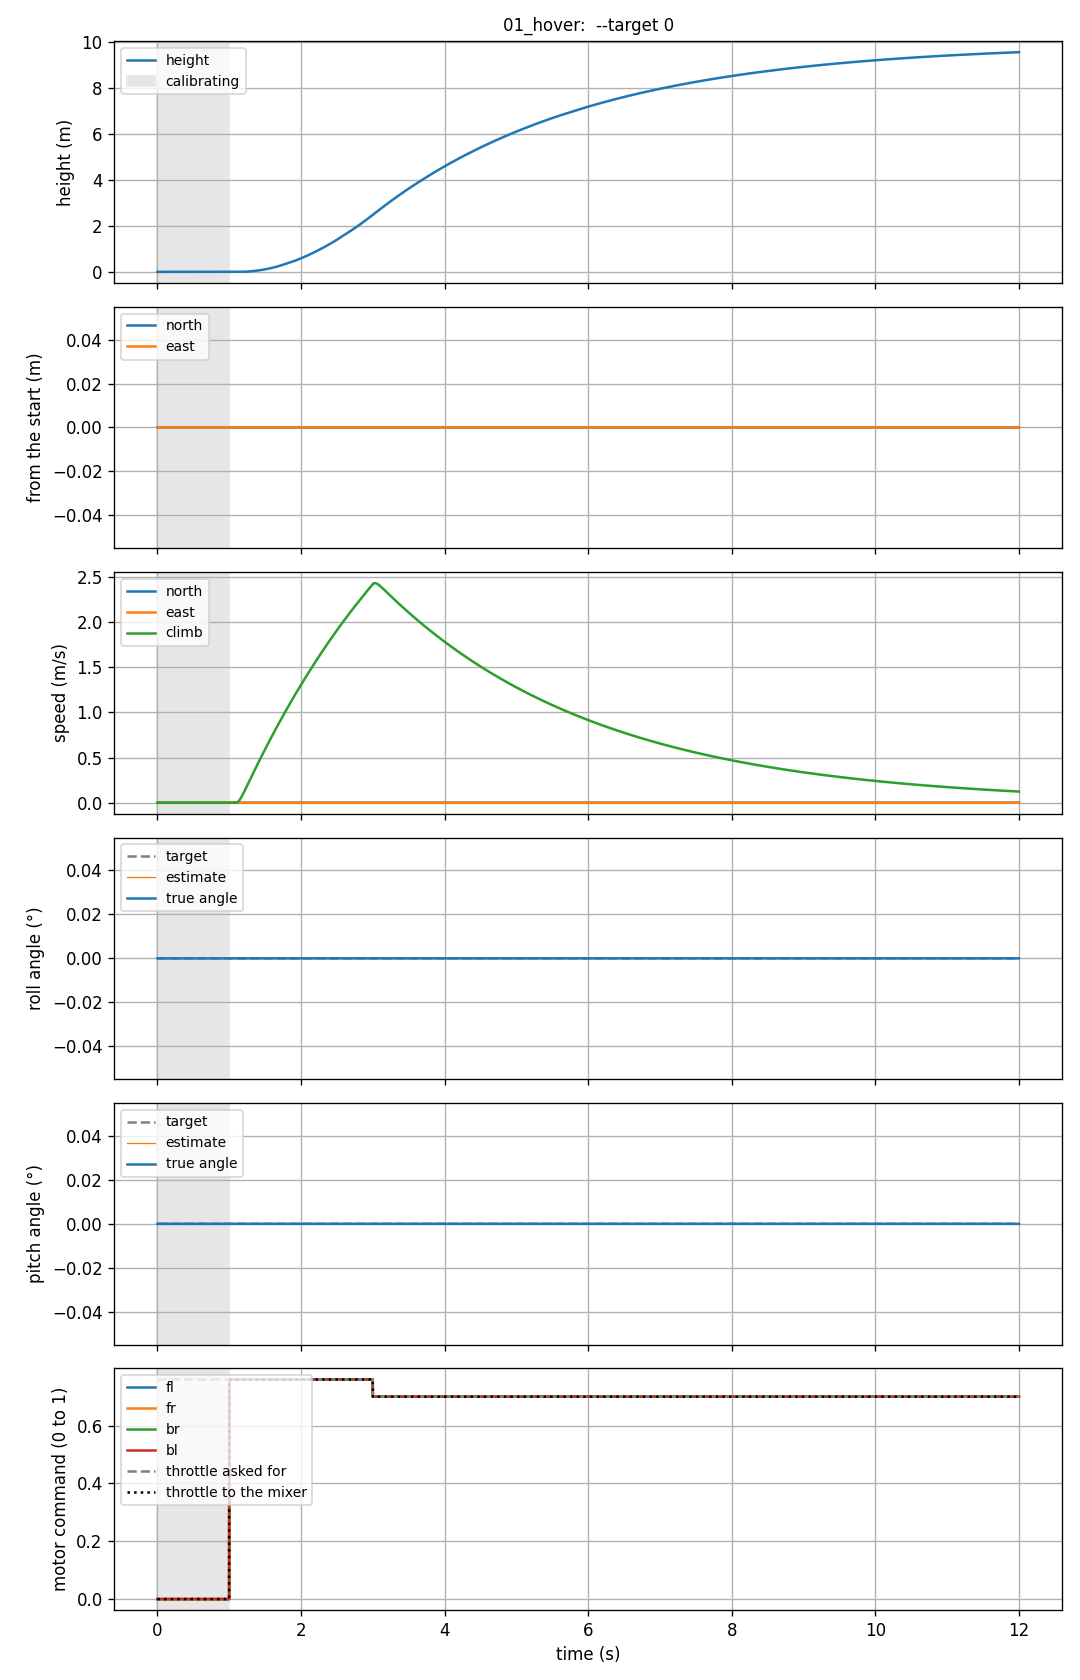 01_hover:  --target 0
height (m)
10
8
6
4
2
0
height
calibrating
from the start (m)
0.04
0.02
0.00
−0.02
−0.04
north
east
speed (m/s)
2.5
2.0
1.5
1.0
0.5
0.0
north
east
climb
roll angle (°)
0.04
0.02
0.00
−0.02
−0.04
target
estimate
true angle
pitch angle (°)
0.04
0.02
0.00
−0.02
−0.04
target
estimate
true angle
motor command (0 to 1)
0.6
0.4
0.2
0.0
fl
fr
br
bl
throttle asked for
throttle to the mixer
0 2 4 6 8 10 12
time (s)